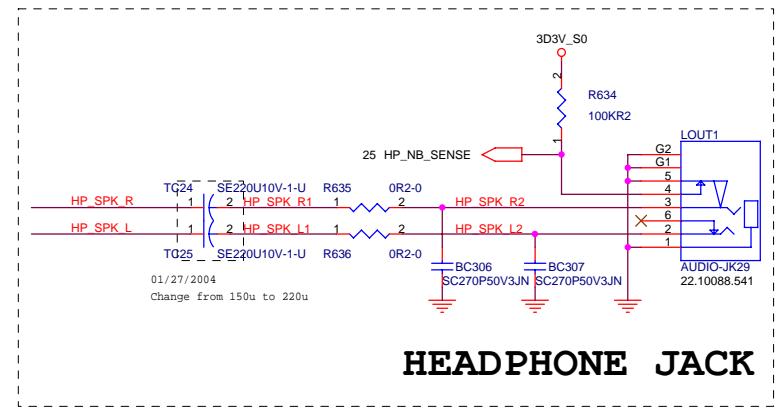 3D3V_S0
2
R634
100KR2
1
LOUT1
25 HP_NB_SENSE
G2
G1
5
4
TC24 SE220U10V-1-U R635 0R2-0
HP_SPK_R 1 2 HP_SPK_R1 1 2 HP_SPK_R2 3
6
HP_SPK_L 1 2 HP_SPK_L1 1 2 HP_SPK_L2 2
1
TC25 SE220U10V-1-U R636 0R2-0
BC306 BC307 AUDIO-JK29
SC270P50V3JN SC270P50V3JN 22.10088.541
01/27/2004
Change from 150u to 220u
HEADPHONE JACK